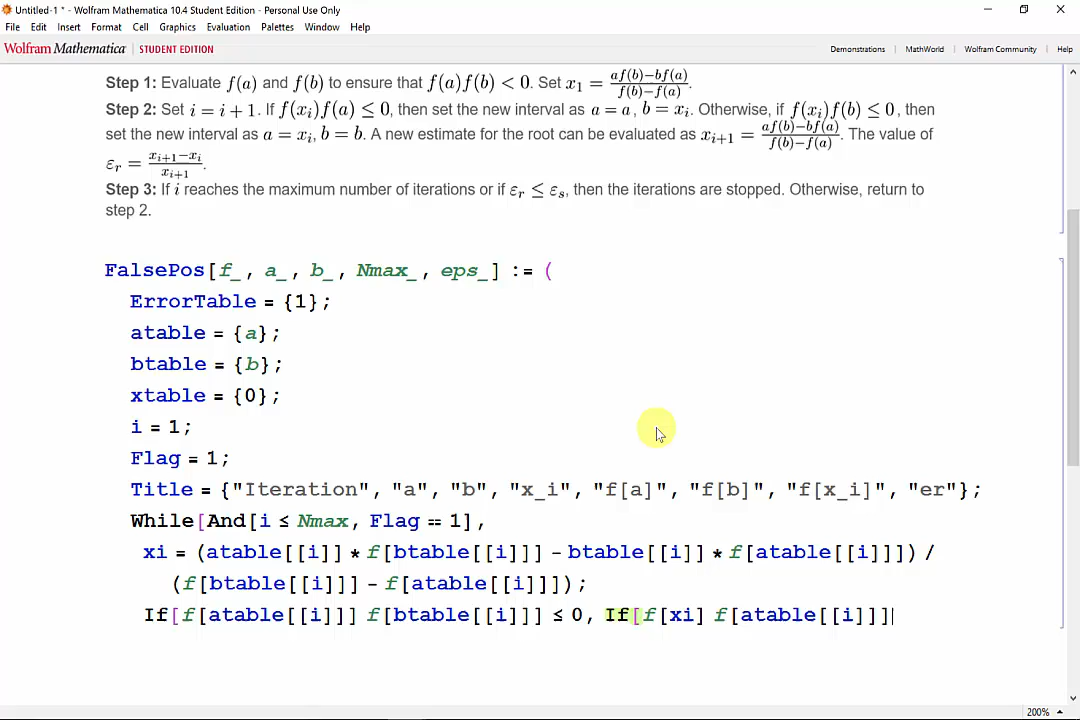 Untitled-1 * - Wolfram Mathematica 10.4 Student Edition - Personal Use Only
File Edit Insert Format Cell Graphics Evaluation Palettes Window Help
Wolfram Mathematica | STUDENT EDITION Demonstrations | MathWorld | Wolfram Community | Help
Step 1: Evaluate f(a) and f(b) to ensure that f(a)f(b) < 0. Set x₁ = (af(b)−bf(a))/(f(b)−f(a)).
Step 2: Set i = i + 1. If f(xᵢ)f(a) ≤ 0, then set the new interval as a = a, b = xᵢ. Otherwise, if f(xᵢ)f(b) ≤ 0, then
set the new interval as a = xᵢ, b = b. A new estimate for the root can be evaluated as xᵢ₊₁ = (af(b)−bf(a))/(f(b)−f(a)). The value of
εᵣ = (xᵢ₊₁−xᵢ)/xᵢ₊₁.
Step 3: If i reaches the maximum number of iterations or if εᵣ ≤ εₛ, then the iterations are stopped. Otherwise, return to
step 2.
FalsePos[f_, a_, b_, Nmax_, eps_] := (
ErrorTable = {1};
atable = {a};
btable = {b};
xtable = {0};
i = 1;
Flag = 1;
Title = {"Iteration", "a", "b", "x_i", "f[a]", "f[b]", "f[x_i]", "er"};
While[And[i ≤ Nmax, Flag == 1],
xi = (atable[[i]] * f[btable[[i]]] - btable[[i]] * f[atable[[i]]]) /
(f[btable[[i]]] - f[atable[[i]]]);
If[f[atable[[i]]] f[btable[[i]]] ≤ 0, If[f[xi] f[atable[[i]]]
200%